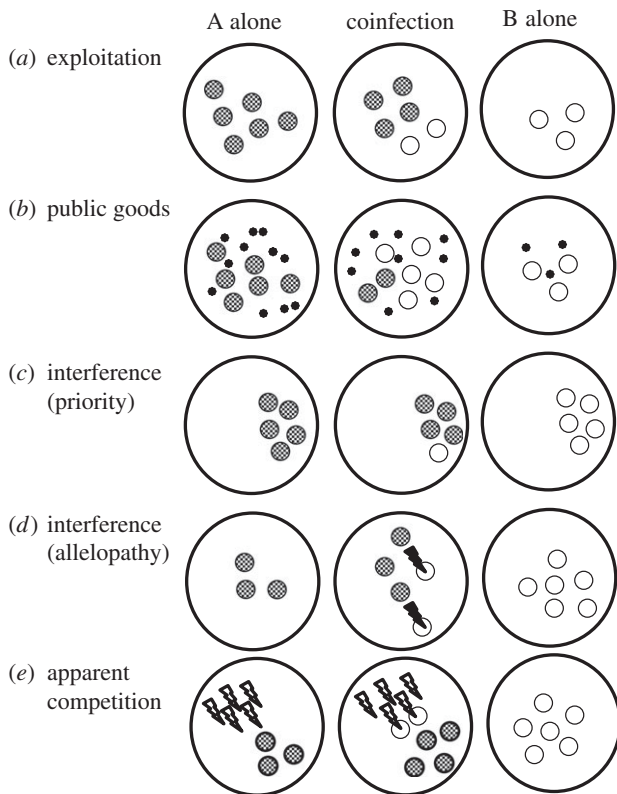 A alone coinfection B alone
(a) exploitation
(b) public goods
(c) interference
(priority)
(d) interference
(allelopathy)
(e) apparent
competition